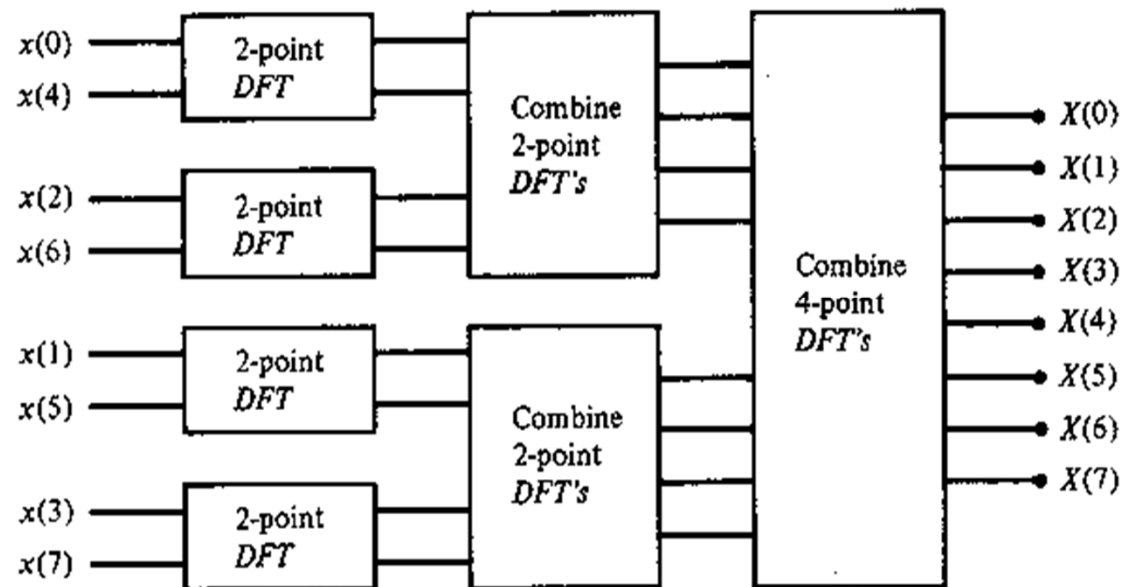 x(0)
x(4)
2-point
DFT
x(2)
x(6)
2-point
DFT
x(1)
x(5)
2-point
DFT
x(3)
x(7)
2-point
DFT
Combine
2-point
DFT's
Combine
2-point
DFT's
Combine
4-point
DFT's
X(0)
X(1)
X(2)
X(3)
X(4)
X(5)
X(6)
X(7)